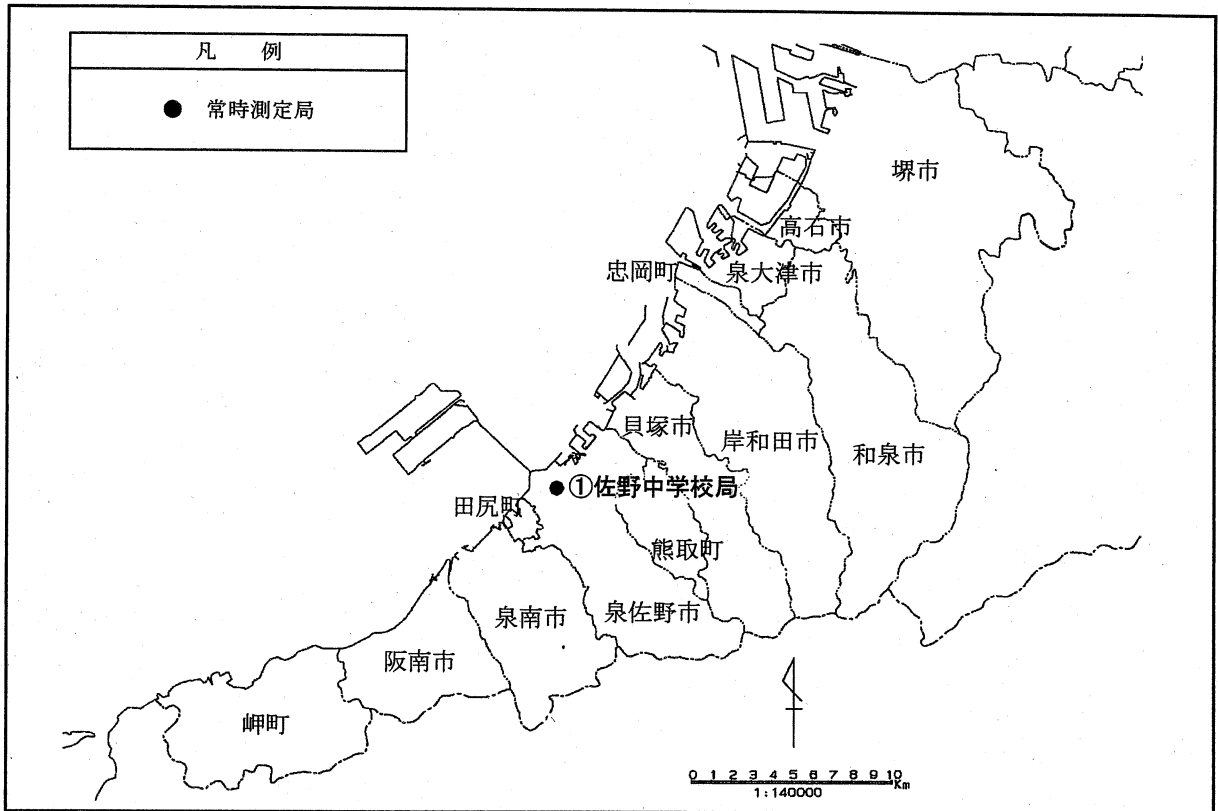 凡 例
● 常時測定局
堺市
高石市
忠岡町
泉大津市
貝塚市
岸和田市
和泉市
①佐野中学校局
田尻町
熊取町
泉南市
泉佐野市
阪南市
岬町
0 1 2 3 4 5 6 7 8 9 10
Km
1:140000